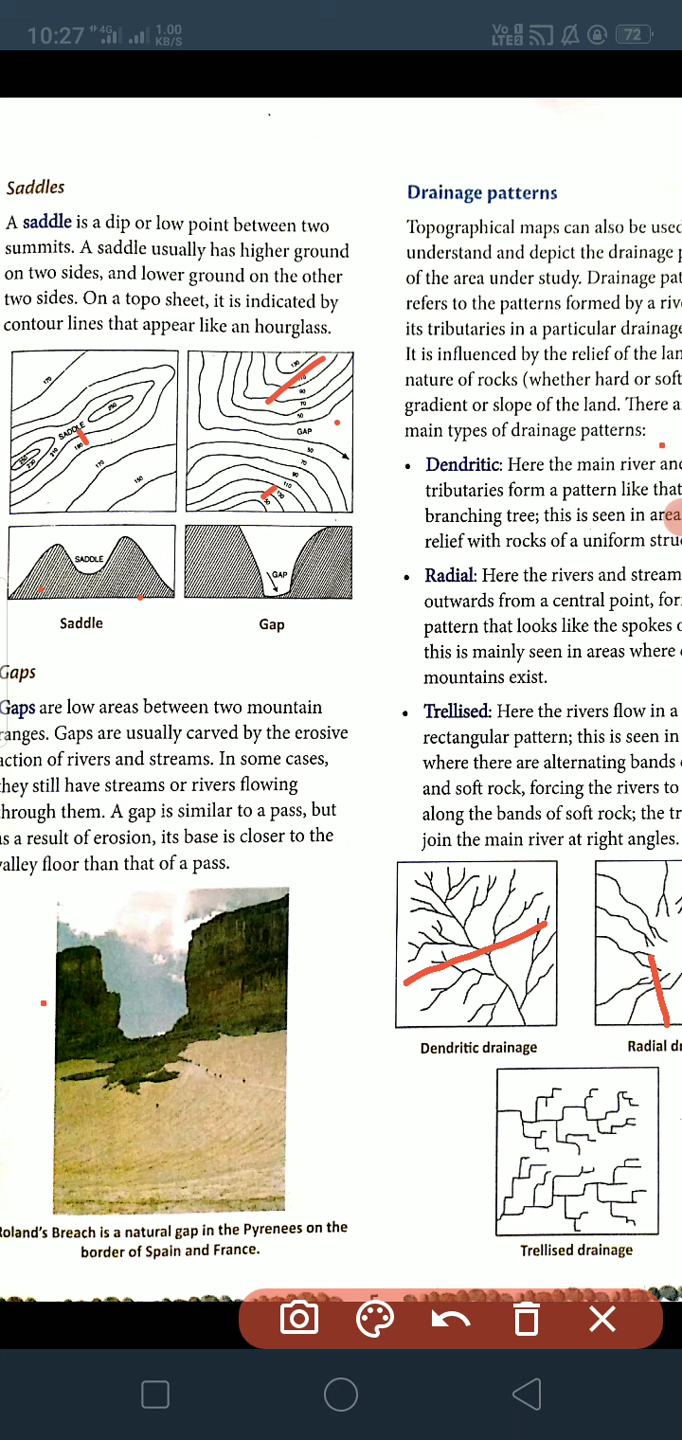 10:27 4G 1.00 KB/S Vo LTE2 72
Saddles
A saddle is a dip or low point between two
summits. A saddle usually has higher ground
on two sides, and lower ground on the other
two sides. On a topo sheet, it is indicated by
contour lines that appear like an hourglass.
SADDLE
170
150
GAP
SADDLE
GAP
Saddle
Gap
Gaps
Gaps are low areas between two mountain
ranges. Gaps are usually carved by the erosive
action of rivers and streams. In some cases,
they still have streams or rivers flowing
through them. A gap is similar to a pass, but
as a result of erosion, its base is closer to the
valley floor than that of a pass.
Roland's Breach is a natural gap in the Pyrenees on the
border of Spain and France.
Drainage patterns
Topographical maps can also be used
understand and depict the drainage p
of the area under study. Drainage pat
refers to the patterns formed by a riv
its tributaries in a particular drainage
It is influenced by the relief of the lan
nature of rocks (whether hard or soft
gradient or slope of the land. There a
main types of drainage patterns:
• Dendritic: Here the main river and
tributaries form a pattern like that
branching tree; this is seen in area
relief with rocks of a uniform stru
• Radial: Here the rivers and stream
outwards from a central point, for
pattern that looks like the spokes o
this is mainly seen in areas where
mountains exist.
• Trellised: Here the rivers flow in a
rectangular pattern; this is seen in
where there are alternating bands
and soft rock, forcing the rivers to
along the bands of soft rock; the tr
join the main river at right angles.
Dendritic drainage
Radial dr
Trellised drainage